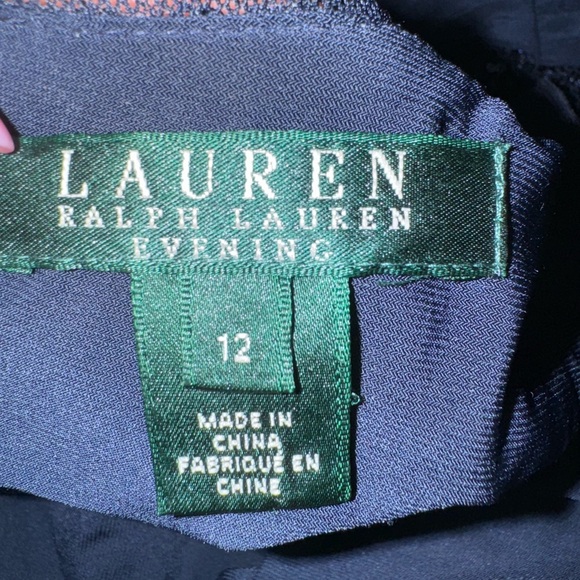 LAUREN
RALPH LAUREN
EVENING
12
MADE IN
CHINA
FABRIQUÉ EN
CHINE